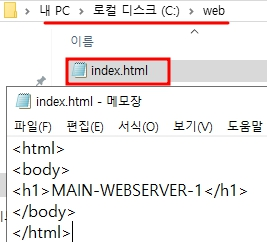 내 PC > 로컬 디스크 (C:) > web
이름
index.html
index.html - 메모장
파일(F) 편집(E) 서식(O) 보기(V) 도움말
<html>
<body>
<h1>MAIN-WEBSERVER-1</h1>
</body>
</html>